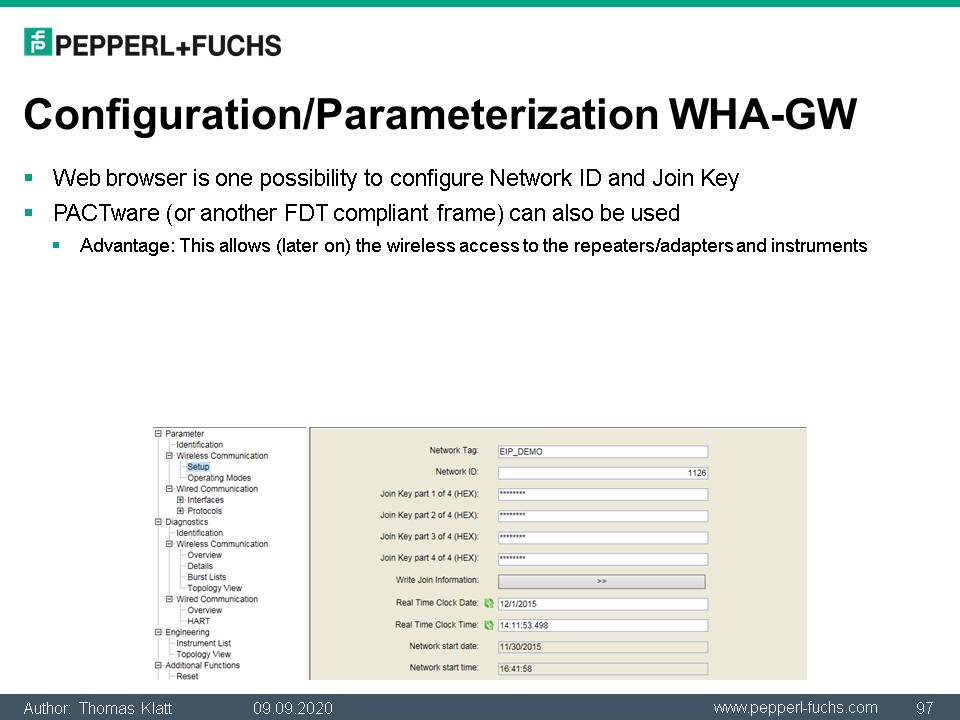 PEPPERL+FUCHS
Configuration/Parameterization WHA-GW
Web browser is one possibility to configure Network ID and Join Key
PACTware (or another FDT compliant frame) can also be used
Advantage: This allows (later on) the wireless access to the repeaters/adapters and instruments
Parameter
Identification
Wireless Communication
Setup
Operating Modes
Wired Communication
Interfaces
Protocols
Diagnostics
Identification
Wireless Communication
Overview
Details
Burst Lists
Topology View
Wired Communication
Overview
HART
Engineering
Instrument List
Topology View
Additional Functions
Reset
Network Tag: EIP_DEMO
Network ID: 1126
Join Key part 1 of 4 (HEX): ********
Join Key part 2 of 4 (HEX): ********
Join Key part 3 of 4 (HEX): ********
Join Key part 4 of 4 (HEX): ********
Write Join Information: >>
Real Time Clock Date: 12/1/2015
Real Time Clock Time: 14:11:53.498
Network start date: 11/30/2015
Network start time: 16:41:58
Author: Thomas Klatt 09.09.2020 www.pepperl-fuchs.com 97